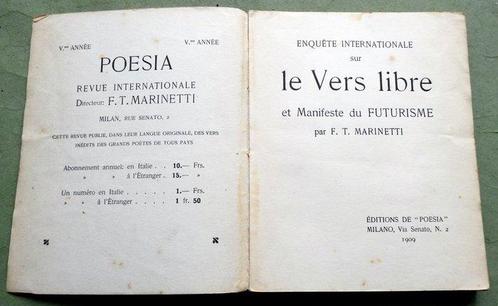 V.me ANNÉE V.me ANNÉE
POESIA
REVUE INTERNATIONALE
Directeur: F. T. MARINETTI
MILAN, RUE SENATO, 2
CETTE REVUE PUBLIE, DANS LEUR LANGUE ORIGINALE, DES VERS
INÉDITS DES GRANDS POÈTES DE TOUS PAYS
Abonnement annuel: en Italie . . 10.— Frs.
» » à l'Étranger . 15.— »
Un numéro en Italie . . . . . 1.— Frs.
» » à l'Étranger . . . . 1 fr. 50
ENQUÊTE INTERNATIONALE
sur
le Vers libre
et Manifeste du FUTURISME
par F. T. MARINETTI
ÉDITIONS DE "POESIA"
MILANO, Via Senato, N. 2
1909